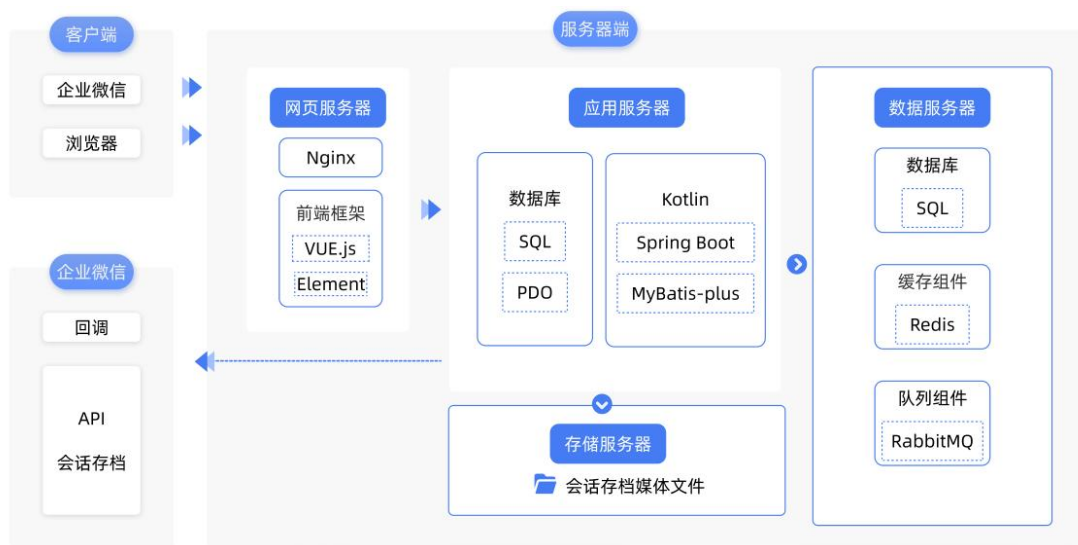 客户端
企业微信
浏览器
企业微信
回调
API
会话存档
服务器端
网页服务器
Nginx
前端框架
VUE.js
Element
应用服务器
数据库
SQL
PDO
Kotlin
Spring Boot
MyBatis-plus
存储服务器
会话存档媒体文件
数据服务器
数据库
SQL
缓存组件
Redis
队列组件
RabbitMQ